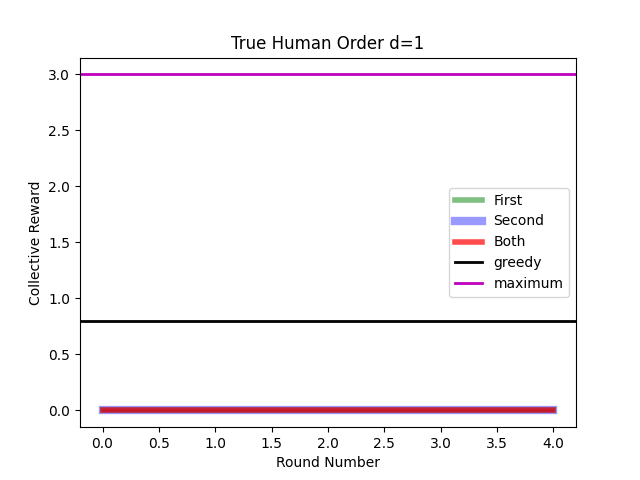 True Human Order d=1
Collective Reward
3.0
2.5
2.0
1.5
1.0
0.5
0.0
First
Second
Both
greedy
maximum
0.0 0.5 1.0 1.5 2.0 2.5 3.0 3.5 4.0
Round Number